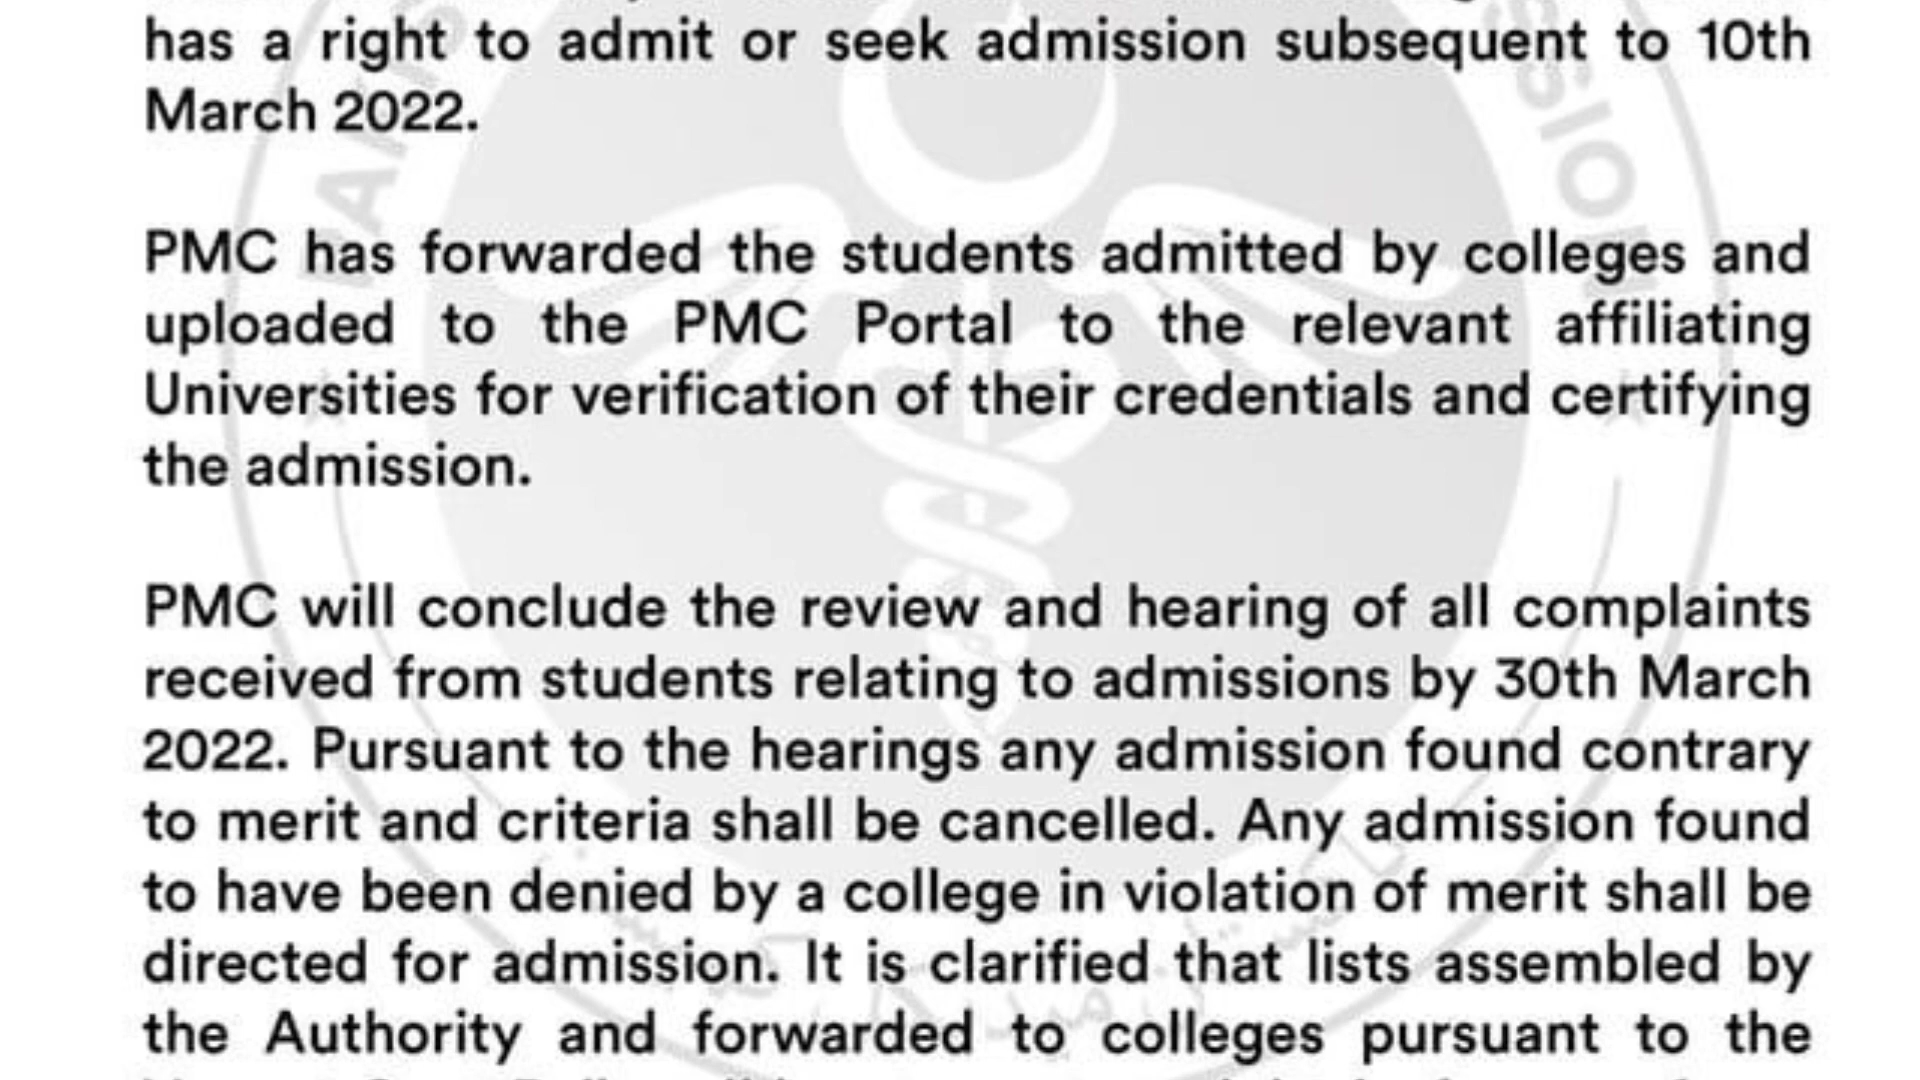 has a right to admit or seek admission subsequent to 10th
March 2022.
PMC has forwarded the students admitted by colleges and
uploaded to the PMC Portal to the relevant affiliating
Universities for verification of their credentials and certifying
the admission.
PMC will conclude the review and hearing of all complaints
received from students relating to admissions by 30th March
2022. Pursuant to the hearings any admission found contrary
to merit and criteria shall be cancelled. Any admission found
to have been denied by a college in violation of merit shall be
directed for admission. It is clarified that lists assembled by
the Authority and forwarded to colleges pursuant to the